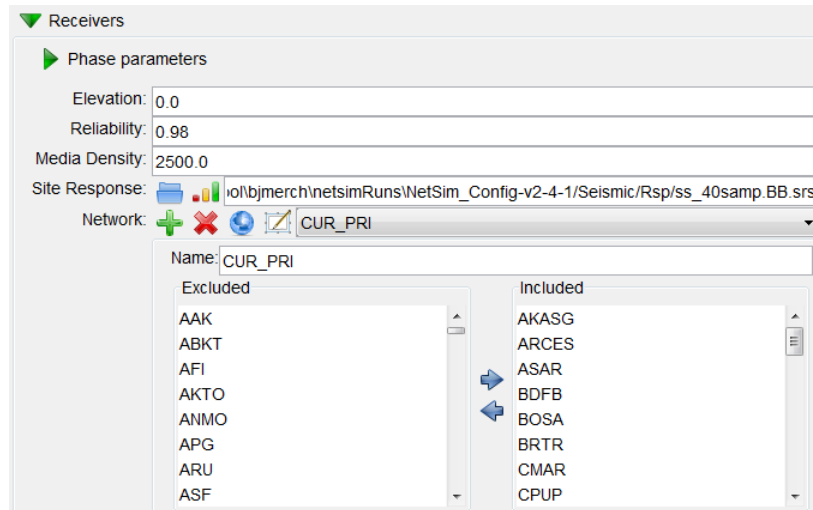 Receivers
Phase parameters
Elevation: 0.0
Reliability: 0.98
Media Density: 2500.0
Site Response: ol\bjmerch\netsimRuns\NetSim_Config-v2-4-1/Seismic/Rsp/ss_40samp.BB.srs
Network: CUR_PRI
Name: CUR_PRI
Excluded Included
AAK AKASG
ABKT ARCES
AFI ASAR
AKTO BDFB
ANMO BOSA
APG BRTR
ARU CMAR
ASF CPUP